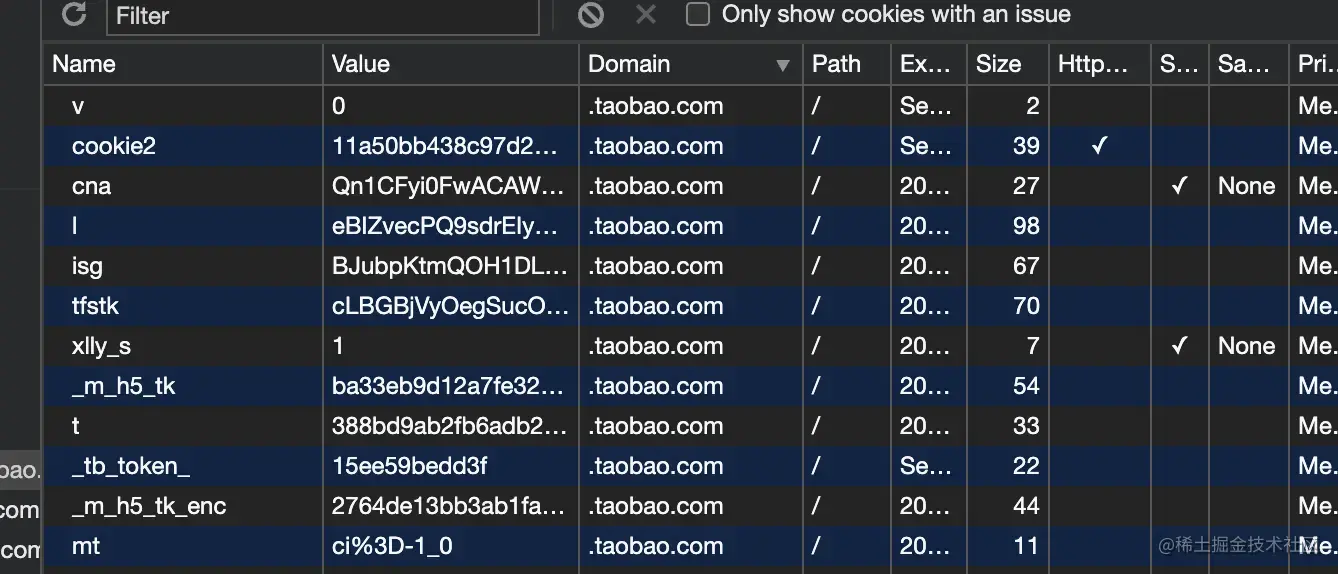 Filter Only show cookies with an issue
Name Value Domain ▼ Path Ex... Size Http... S... Sa... Pri...
v 0 .taobao.com / Se... 2 Me.
cookie2 11a50bb438c97d2... .taobao.com / Se... 39 ✓ Me.
cna Qn1CFyi0FwACAW... .taobao.com / 20... 27 ✓ None Me.
l eBIZvecPQ9sdrEly... .taobao.com / 20... 98 Me.
isg BJubpKtmQOH1DL... .taobao.com / 20... 67 Me.
tfstk cLBGBjVyOegSucO... .taobao.com / 20... 70 Me.
xlly_s 1 .taobao.com / 20... 7 ✓ None Me.
_m_h5_tk ba33eb9d12a7fe32... .taobao.com / 20... 54 Me.
t 388bd9ab2fb6adb2... .taobao.com / 20... 33 Me.
bao. _tb_token_ 15ee59bedd3f .taobao.com / Se... 22 Me.
com _m_h5_tk_enc 2764de13bb3ab1fa... .taobao.com / 20... 44 Me.
com mt ci%3D-1_0 .taobao.com / 20... 11 Me.
@稀土掘金技术社区